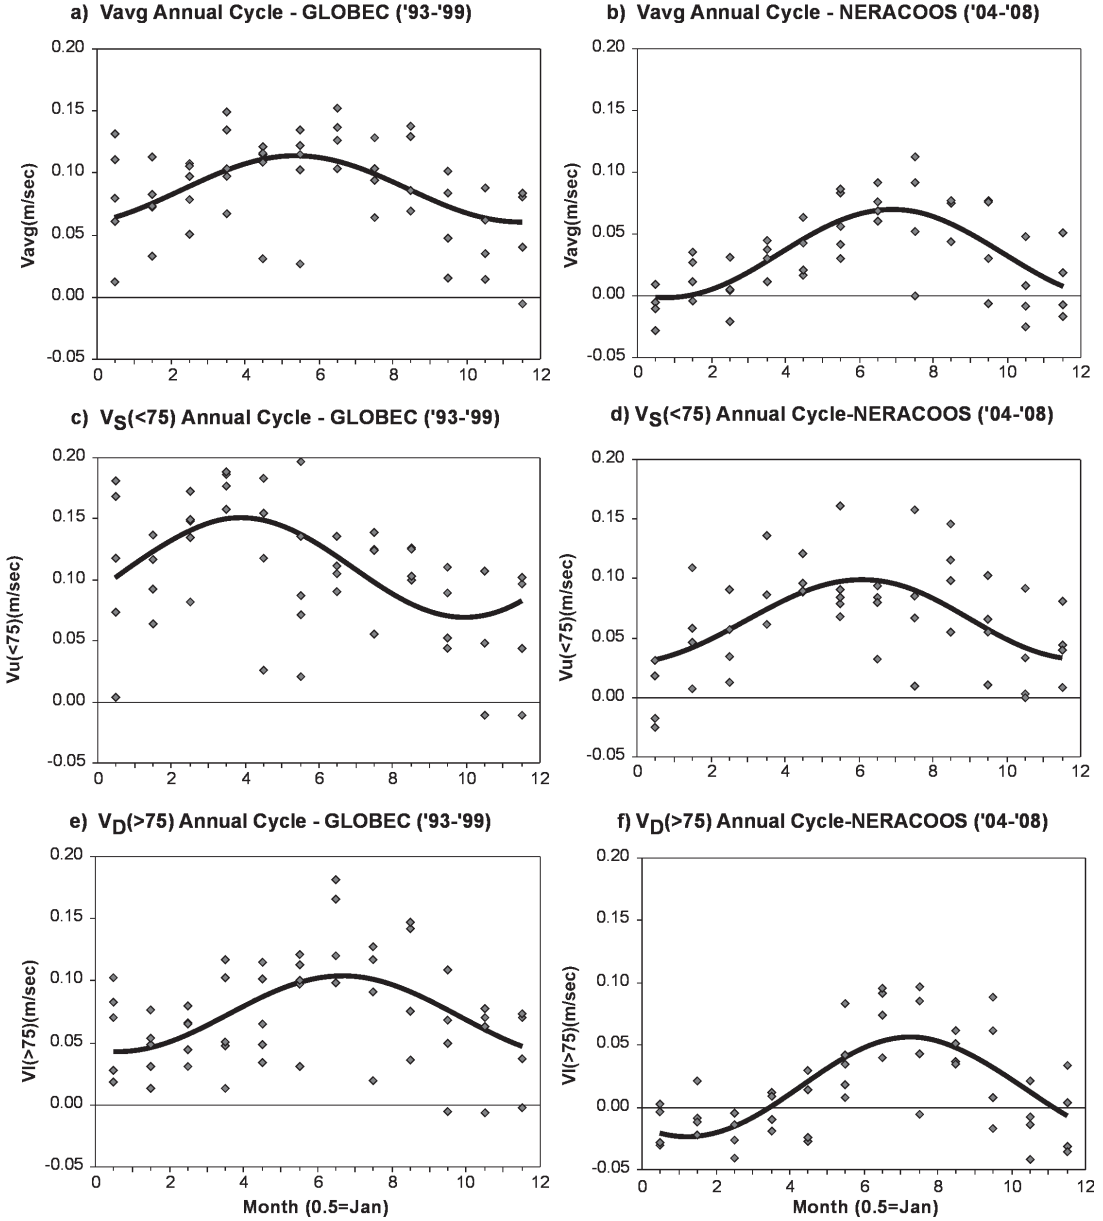 a) Vavg Annual Cycle - GLOBEC ('93-'99)
0.20
0.15
0.10
0.05
0.00
-0.05
Vavg(m/sec)
0 2 4 6 8 10 12
b) Vavg Annual Cycle - NERACOOS ('04-'08)
0.20
0.15
0.10
0.05
0.00
-0.05
Vavg(m/sec)
0 2 4 6 8 10 12
c) VS(<75) Annual Cycle - GLOBEC ('93-'99)
0.20
0.15
0.10
0.05
0.00
-0.05
Vu(<75)(m/sec)
0 2 4 6 8 10 12
d) VS(<75) Annual Cycle-NERACOOS ('04-'08)
0.20
0.15
0.10
0.05
0.00
-0.05
Vu(<75)(m/sec)
0 2 4 6 8 10 12
e) VD(>75) Annual Cycle - GLOBEC ('93-'99)
0.20
0.15
0.10
0.05
0.00
-0.05
Vl(>75)(m/sec)
0 2 4 6 8 10 12
Month (0.5=Jan)
f) VD(>75) Annual Cycle-NERACOOS ('04-'08)
0.20
0.15
0.10
0.05
0.00
-0.05
Vl(>75)(m/sec)
0 2 4 6 8 10 12
Month (0.5=Jan)